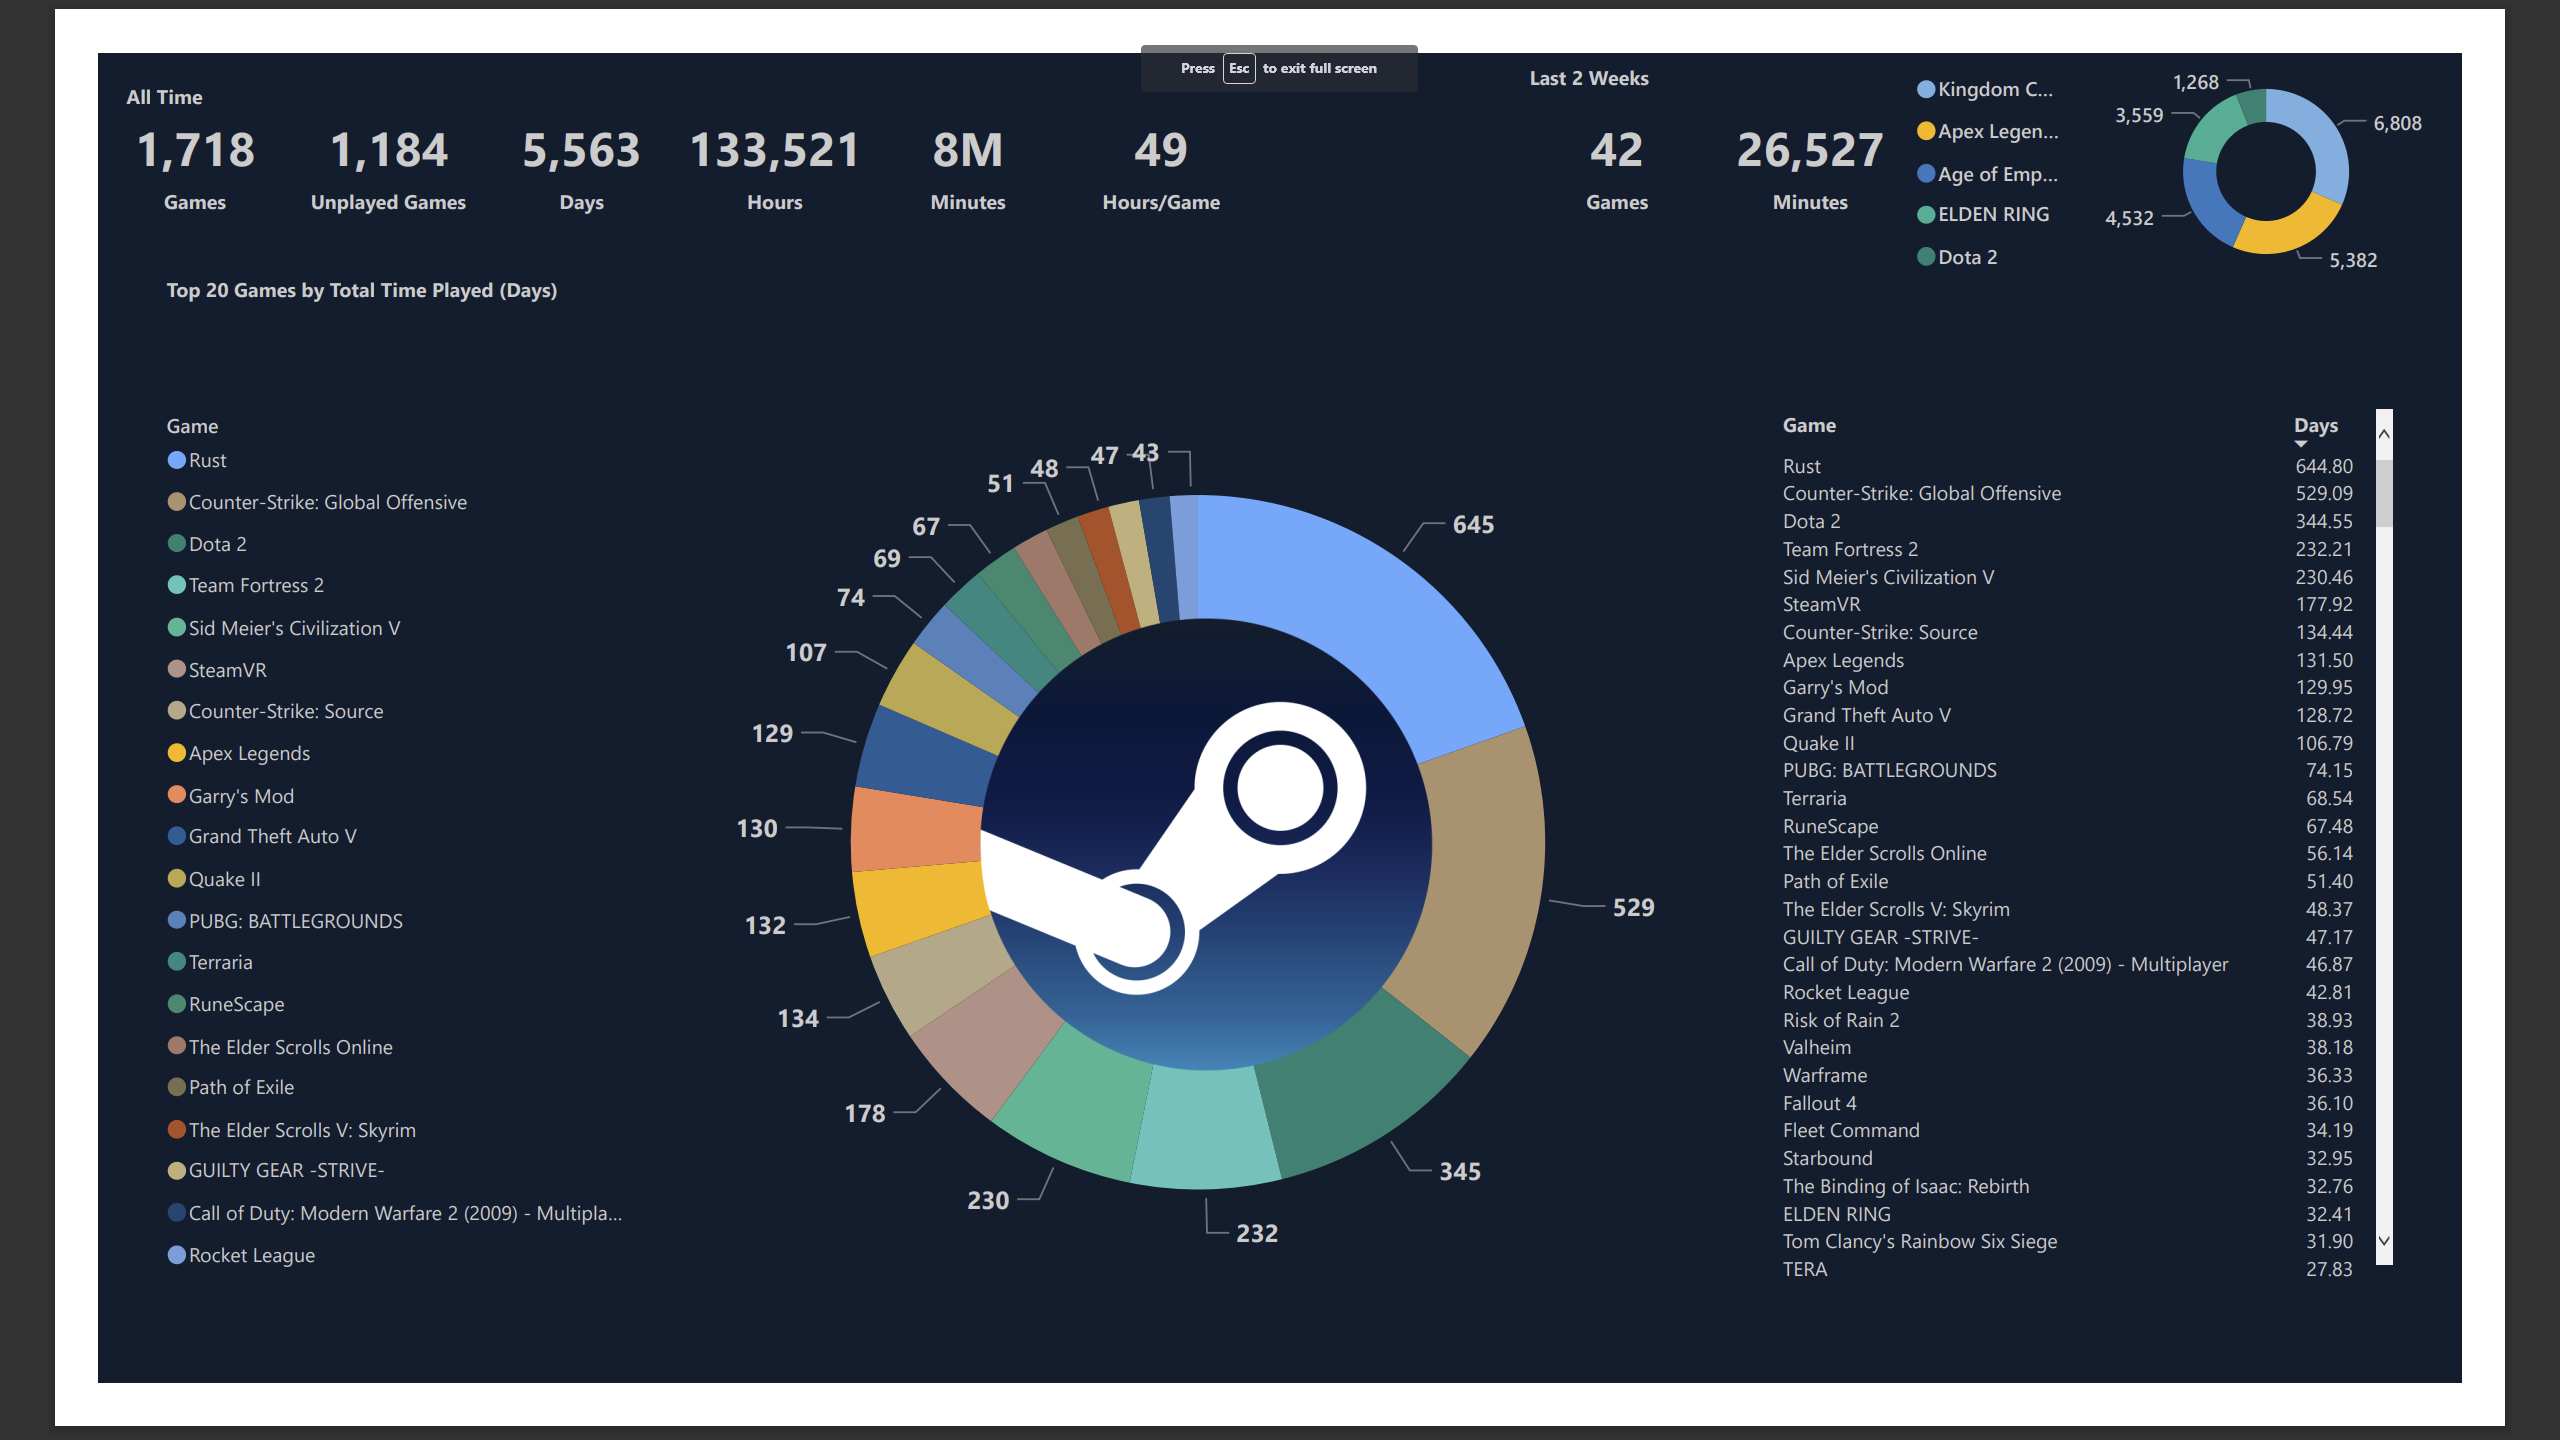 Press Esc to exit full screen
All Time
1,718 1,184 5,563 133,521 8M 49
Games Unplayed Games Days Hours Minutes Hours/Game
Last 2 Weeks
42 26,527
Games Minutes
Kingdom C...
Apex Legen...
Age of Emp...
ELDEN RING
Dota 2
1,268
3,559
6,808
4,532
5,382
Top 20 Games by Total Time Played (Days)
Game
Rust
Counter-Strike: Global Offensive
Dota 2
Team Fortress 2
Sid Meier's Civilization V
SteamVR
Counter-Strike: Source
Apex Legends
Garry's Mod
Grand Theft Auto V
Quake II
PUBG: BATTLEGROUNDS
Terraria
RuneScape
The Elder Scrolls Online
Path of Exile
The Elder Scrolls V: Skyrim
GUILTY GEAR -STRIVE-
Call of Duty: Modern Warfare 2 (2009) - Multipla...
Rocket League
43
47
48
51
67
69
74
107
129
130
132
134
178
230
232
345
529
645
Game Days
Rust 644.80
Counter-Strike: Global Offensive 529.09
Dota 2 344.55
Team Fortress 2 232.21
Sid Meier's Civilization V 230.46
SteamVR 177.92
Counter-Strike: Source 134.44
Apex Legends 131.50
Garry's Mod 129.95
Grand Theft Auto V 128.72
Quake II 106.79
PUBG: BATTLEGROUNDS 74.15
Terraria 68.54
RuneScape 67.48
The Elder Scrolls Online 56.14
Path of Exile 51.40
The Elder Scrolls V: Skyrim 48.37
GUILTY GEAR -STRIVE- 47.17
Call of Duty: Modern Warfare 2 (2009) - Multiplayer 46.87
Rocket League 42.81
Risk of Rain 2 38.93
Valheim 38.18
Warframe 36.33
Fallout 4 36.10
Fleet Command 34.19
Starbound 32.95
The Binding of Isaac: Rebirth 32.76
ELDEN RING 32.41
Tom Clancy's Rainbow Six Siege 31.90
TERA 27.83